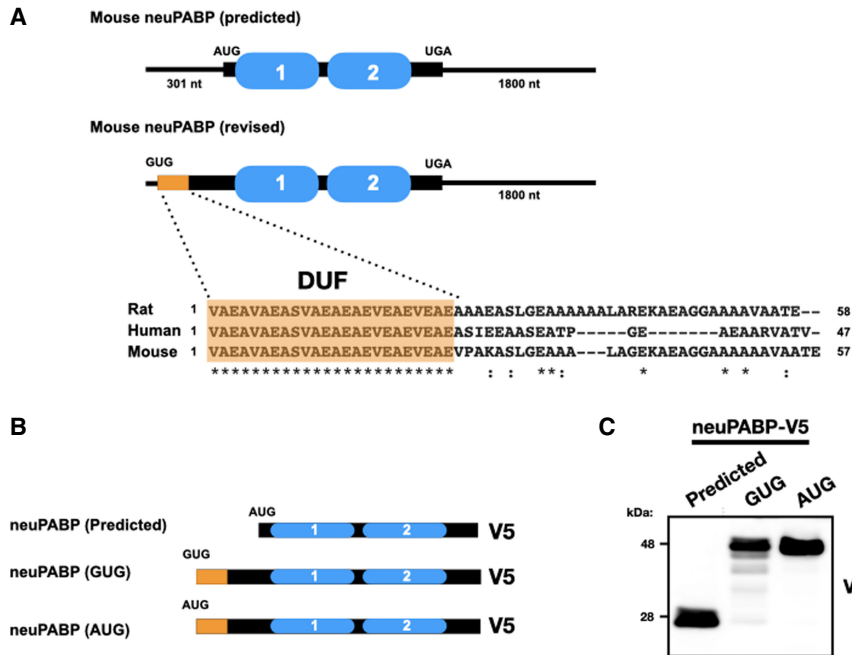 A
Mouse neuPABP (predicted)
AUG
UGA
1
2
301 nt
1800 nt
Mouse neuPABP (revised)
GUG
UGA
1
2
1800 nt
DUF
Rat 1 VAEAVAEASVAEAEAEVEAEVEAEAAAEASLGEAAAAAALAREKAEAGGAAAAVAATE-- 58
Human 1 VAEAVAEASVAEAEAEVEAEVEAEASIEEAASEATP-----GE-------AEAARVATV- 47
Mouse 1 VAEAVAEASVAEAEAEVEAEVEAEVPAKASLGEAAA---LAGEKAEAGGAAAAAVAATE 57
************************ : : **: * * * :
B
C
neuPABP-V5
Predicted
GUG
AUG
AUG
neuPABP (Predicted)
1
2
V5
kDa:
GUG
48
neuPABP (GUG)
1
2
V5
AUG
28
neuPABP (AUG)
1
2
V5